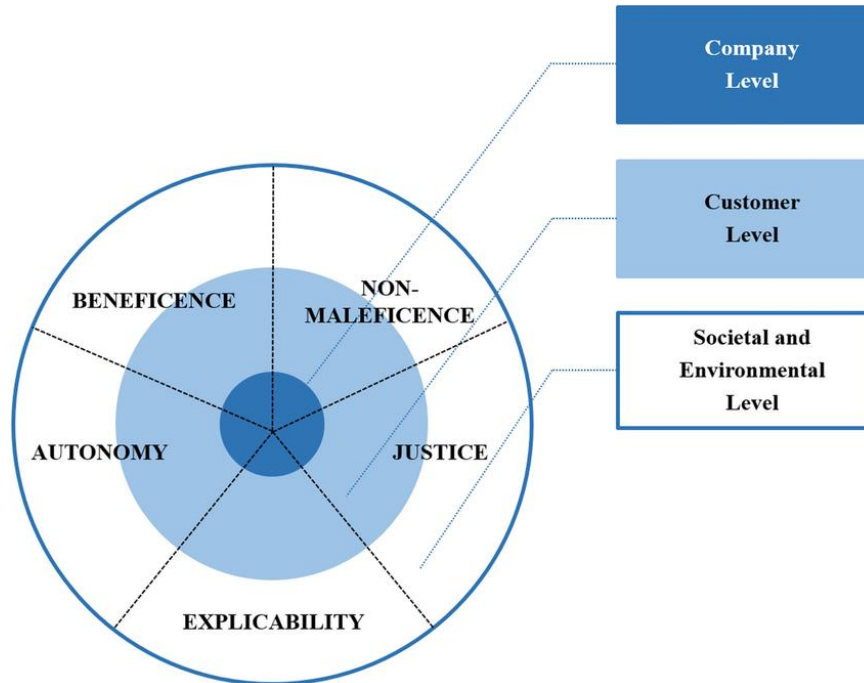 Company
Level
Customer
Level
Societal and
Environmental
Level
BENEFICENCE
NON-
MALEFICENCE
AUTONOMY
JUSTICE
EXPLICABILITY